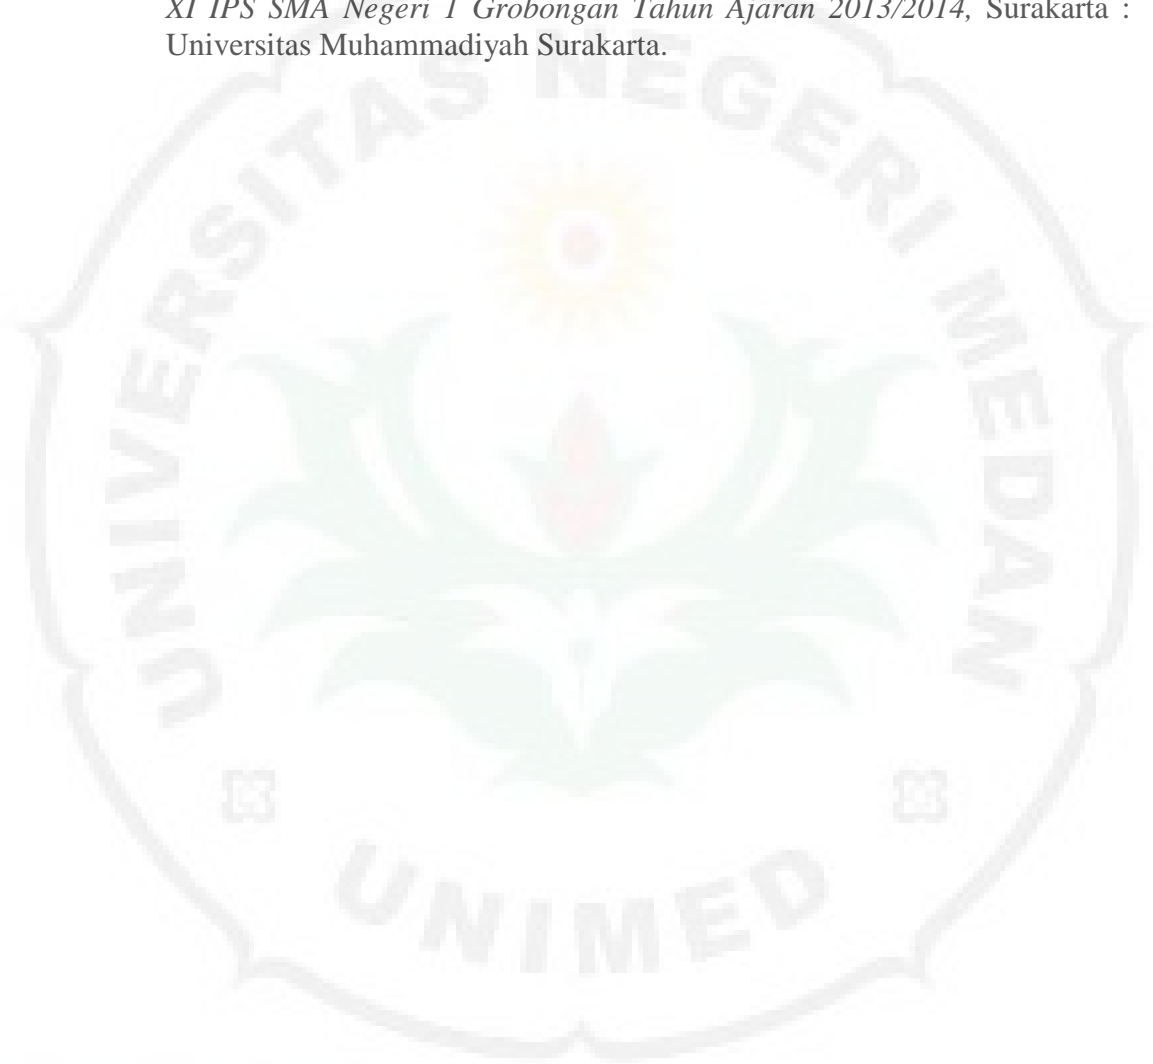 XI IPS SMA Negeri 1 Grobongan Tahun Ajaran 2013/2014, Surakarta :
Universitas Muhammadiyah Surakarta.
UNIVERSITAS NEGERI MEDAN
UNIMED